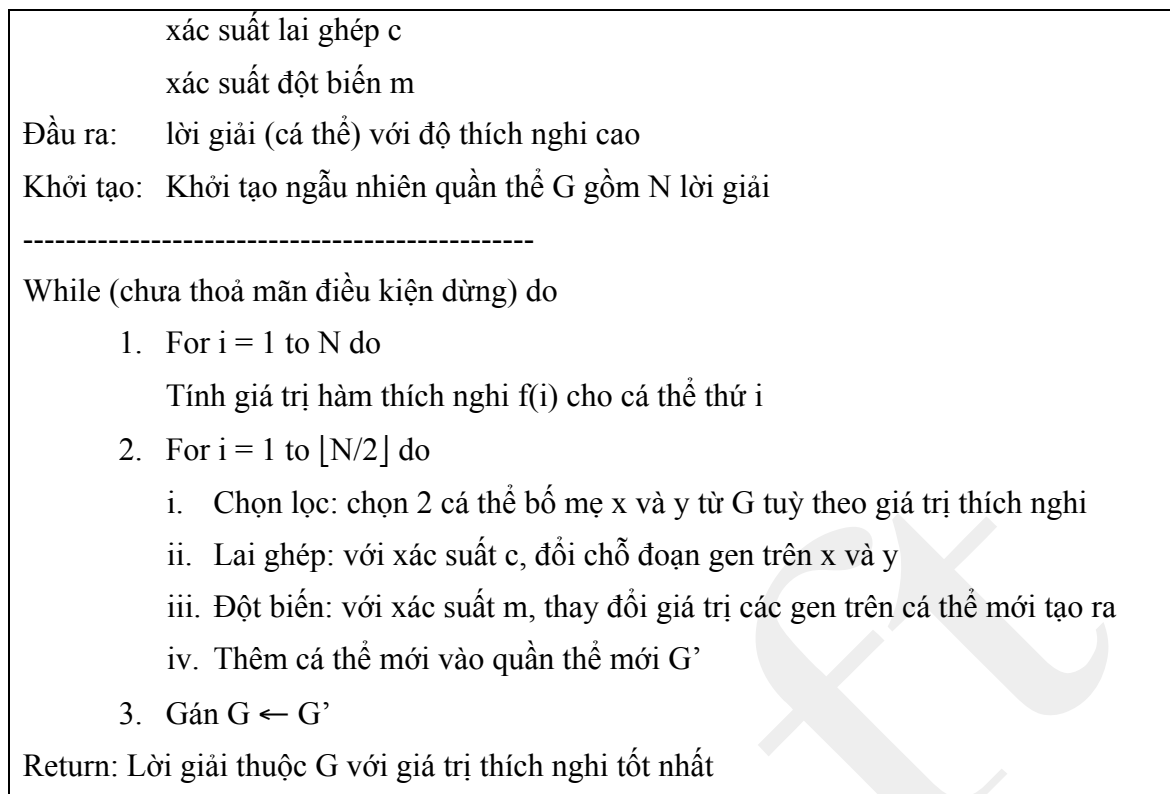 xác suất lai ghép c
xác suất đột biến m
Đầu ra: lời giải (cá thể) với độ thích nghi cao
Khởi tạo: Khởi tạo ngẫu nhiên quần thể G gồm N lời giải
------------------------------------------------
While (chưa thoả mãn điều kiện dừng) do
1. For i = 1 to N do
Tính giá trị hàm thích nghi f(i) cho cá thể thứ i
2. For i = 1 to ⌊N/2⌋ do
i. Chọn lọc: chọn 2 cá thể bố mẹ x và y từ G tuỳ theo giá trị thích nghi
ii. Lai ghép: với xác suất c, đổi chỗ đoạn gen trên x và y
iii. Đột biến: với xác suất m, thay đổi giá trị các gen trên cá thể mới tạo ra
iv. Thêm cá thể mới vào quần thể mới G’
3. Gán G ← G’
Return: Lời giải thuộc G với giá trị thích nghi tốt nhất
ft